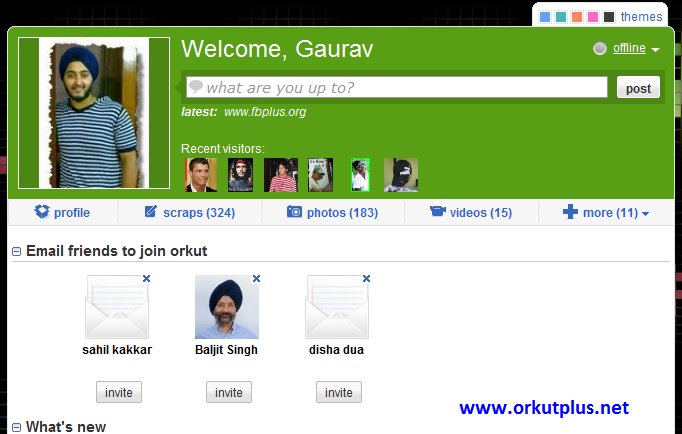 themes
Welcome, Gaurav
offline
what are you up to?
post
latest: www.fbplus.org
Recent visitors:
profile
scraps (324)
photos (183)
videos (15)
more (11)
Email friends to join orkut
sahil kakkar
Baljit Singh
disha dua
invite
invite
invite
www.orkutplus.net
What's new